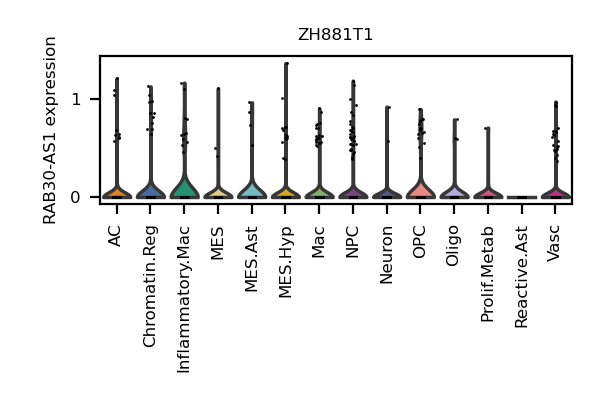 ZH881T1
RAB30-AS1 expression
1
0
AC
Chromatin.Reg
Inflammatory.Mac
MES
MES.Ast
MES.Hyp
Mac
NPC
Neuron
OPC
Oligo
Prolif.Metab
Reactive.Ast
Vasc